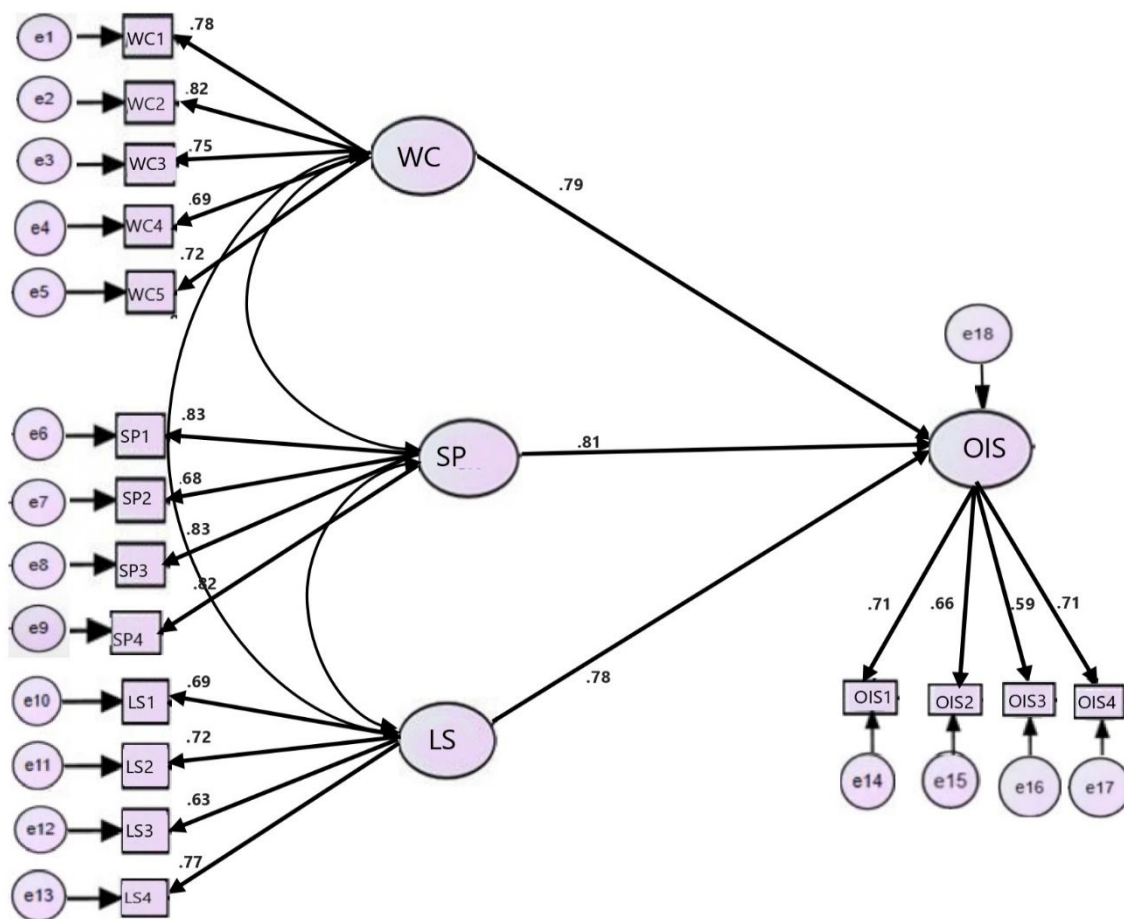 e1
WC1
.78
e2
WC2
.82
e3
WC3
.75
e4
WC4
.69
e5
WC5
.72
WC
.79
e18
e6
SP1
.83
e7
SP2
.68
e8
SP3
.83
e9
SP4
.82
SP
.81
OIS
e10
LS1
.69
e11
LS2
.72
e12
LS3
.63
e13
LS4
.77
LS
.78
.71
.66
.59
.71
OIS1
OIS2
OIS3
OIS4
e14
e15
e16
e17